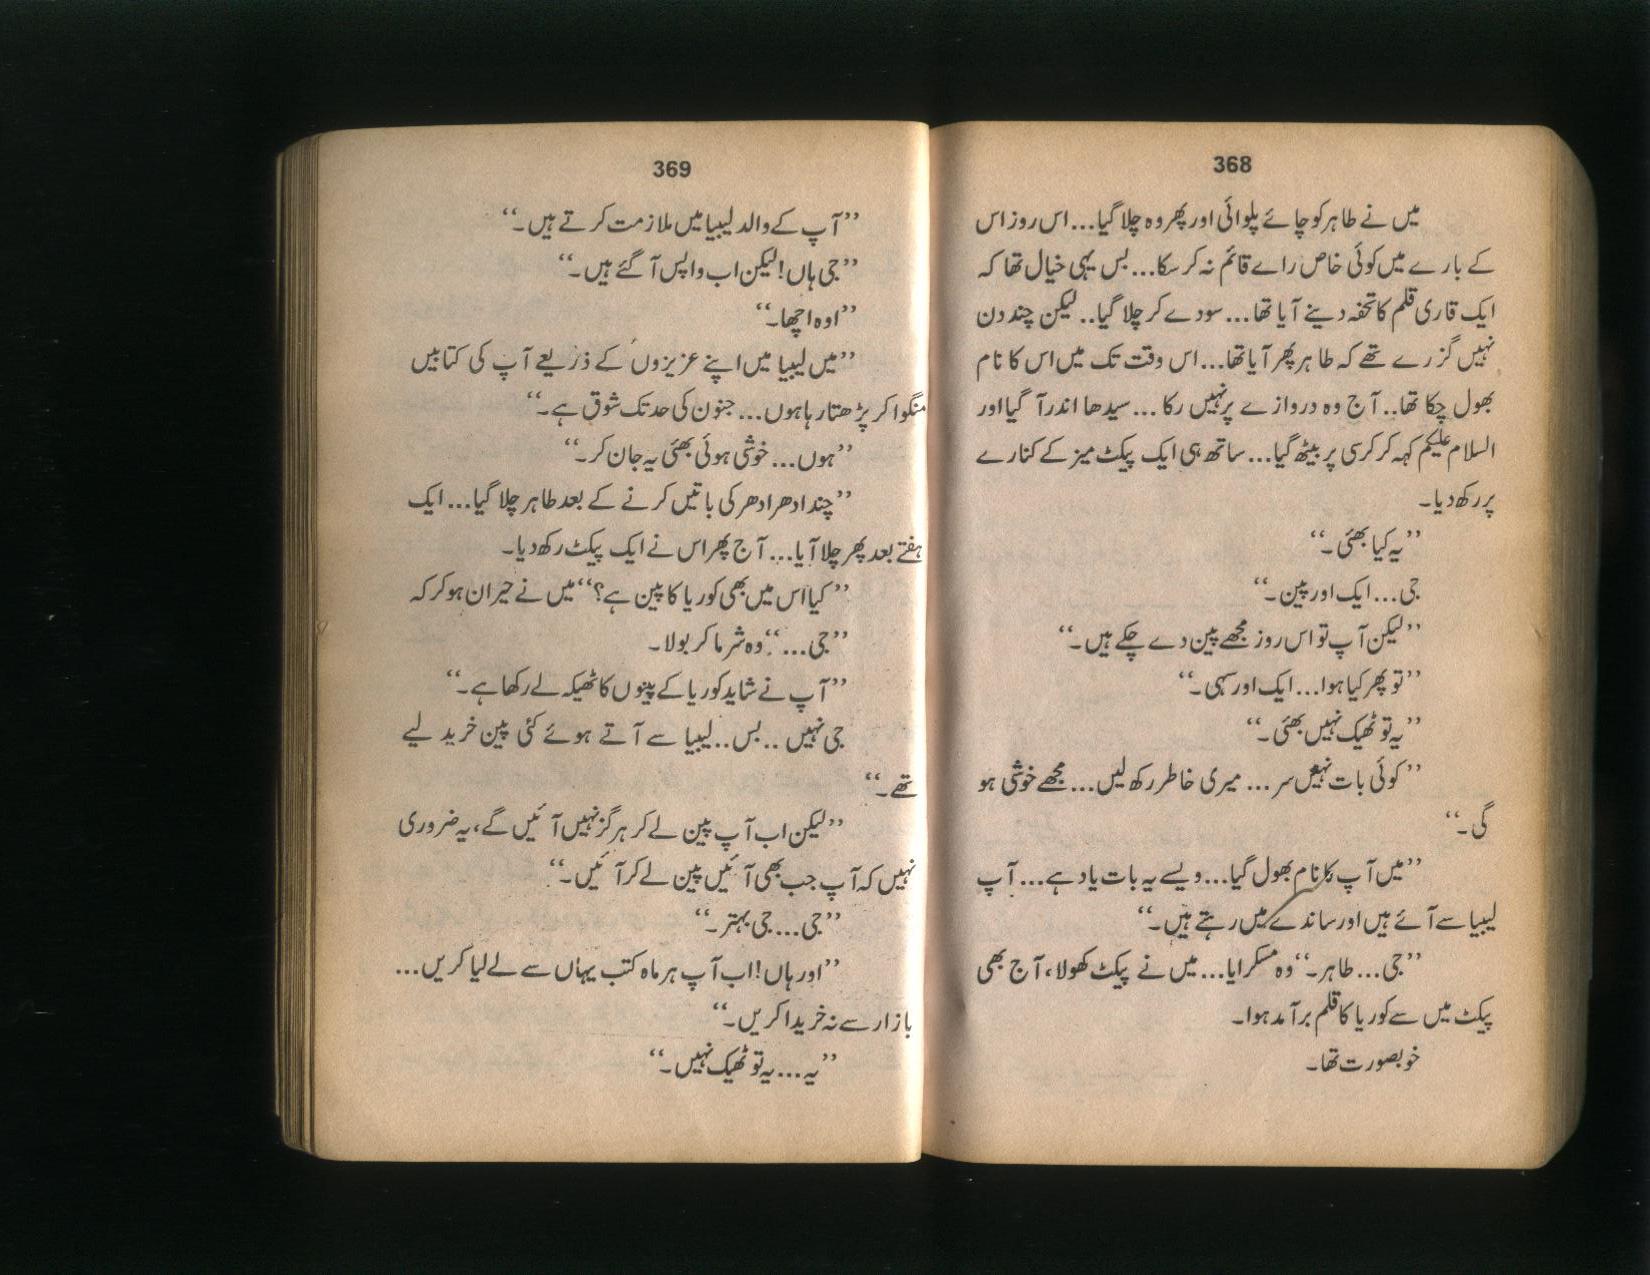 368
میں نے طاہر کو چائے پلوائی اور پھر وہ چلا گیا... اس روز اس
کے بارے میں کوئی خاص رائے قائم نہ کر سکا... بس یہی خیال تھا کہ
ایک قاری قلم کا تحفہ دینے آیا تھا... سو دے کر چلا گیا.. لیکن چند دن
نہیں گزرے تھے کہ طاہر پھر آیا تھا... اس وقت تک میں اس کا نام
بھول چکا تھا.. آج وہ دروازے پر نہیں رکا... سیدھا اندر آ گیا اور
السلام علیکم کہہ کر کرسی پر بیٹھ گیا... ساتھ ہی ایک پیکٹ میز کے کنارے
پر رکھ دیا۔
’’یہ کیا بھئی۔‘‘
جی... ایک اور پین۔‘‘
’’لیکن آپ تو اس روز مجھے پین دے چکے ہیں۔‘‘
’’تو پھر کیا ہوا... ایک اور سہی۔‘‘
’’یہ تو ٹھیک نہیں بھئی۔‘‘
’’کوئی بات نہیں سر... میری خاطر رکھ لیں... مجھے خوشی ہو
گی۔‘‘
’’میں آپ کا نام بھول گیا... ویسے یہ بات یاد ہے... آپ
لیبیا سے آئے ہیں اور ساندے میں رہتے ہیں۔‘‘
’’جی... طاہر۔‘‘ وہ مسکرایا... میں نے پیکٹ کھولا، آج بھی
پیکٹ میں سے کوریا کا قلم برآمد ہوا۔
خوبصورت تھا۔
369
’’آپ کے والد لیبیا میں ملازمت کرتے ہیں۔‘‘
’’جی ہاں! لیکن اب واپس آ گئے ہیں۔‘‘
’’اوہ اچھا۔‘‘
’’میں لیبیا میں اپنے عزیزوں کے ذریعے آپ کی کتابیں
منگوا کر پڑھتا رہا ہوں... جنون کی حد تک شوق ہے۔‘‘
’’ہوں... خوشی ہوئی بھئی یہ جان کر۔‘‘
’’چند ادھر ادھر کی باتیں کرنے کے بعد طاہر چلا گیا... ایک
ہفتے بعد پھر چلا آیا... آج پھر اس نے ایک پیکٹ رکھ دیا۔
’’کیا اس میں بھی کوریا کا پین ہے؟‘‘ میں نے حیران ہو کر کہ
’’جی...‘‘ وہ شرما کر بولا۔
’’آپ نے شاید کوریا کے پینوں کا ٹھیکہ لے رکھا ہے۔‘‘
جی نہیں.. بس.. لیبیا سے آتے ہوئے کئی پین خرید لیے
تھے۔‘‘
’’لیکن اب آپ پین لے کر ہرگز نہیں آئیں گے، یہ ضروری
نہیں کہ آپ جب بھی آئیں پین لے کر آئیں۔‘‘
’’جی... جی بہتر۔‘‘
’’اور ہاں! اب آپ ہر ماہ کتب یہاں سے لے لیا کریں...
بازار سے نہ خریدا کریں۔‘‘
’’یہ... یہ تو ٹھیک نہیں۔‘‘